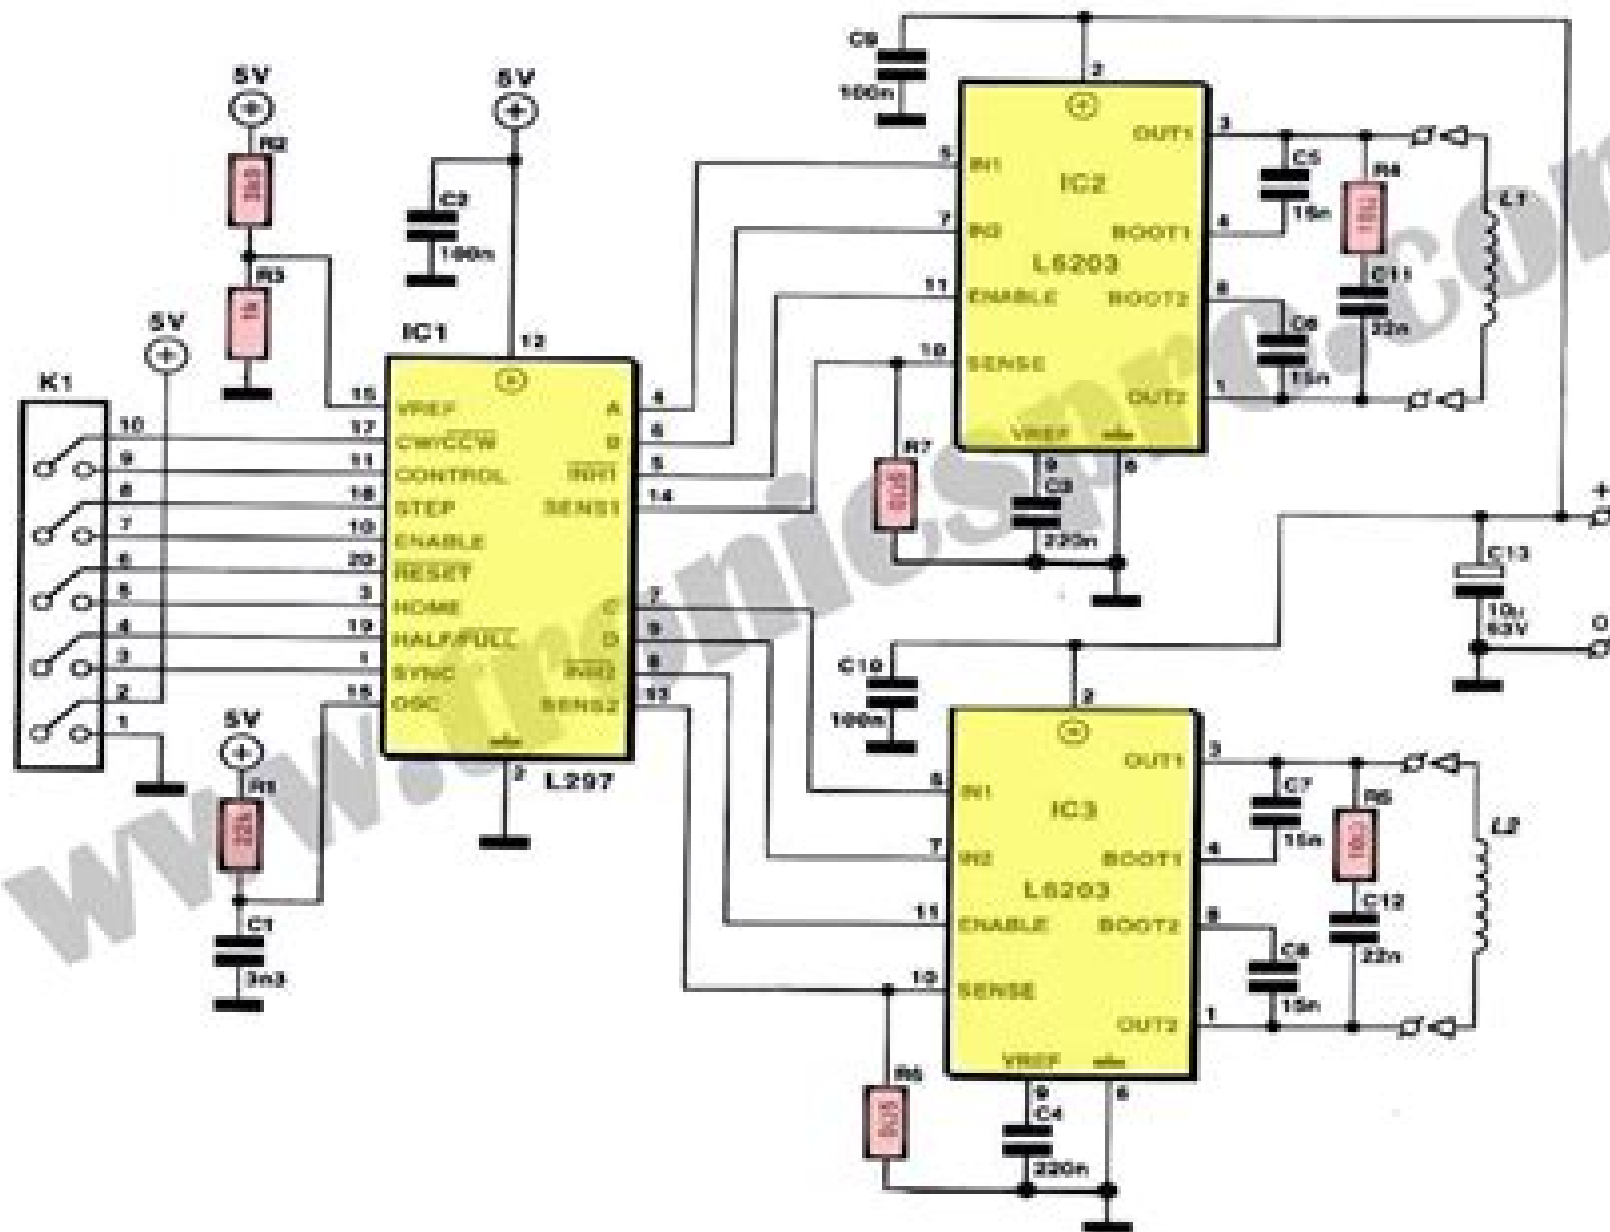 5V
R2
R3
1k
5V
C2
100n
5V
K1
10
9
8
7
6
5
4
3
2
1
5V
R1
22k
C1
3n3
IC1
12
15
VREF
17
CW/CCW
11
CONTROL
18
STEP
10
ENABLE
20
RESET
3
HOME
19
HALF/FULL
1
SYNC
OSC
4
A
6
B
5
INH1
14
SENS1
7
C
9
D
8
INH2
13
SENS2
2
L297
C9
100n
2
5
IN1
7
IN2
11
ENABLE
10
SENSE
IC2
L6203
OUT1
3
BOOT1
4
BOOT2
8
OUT2
1
VREF
9
6
C3
220n
R7
C5
15n
R4
C6
15n
C11
22n
L1
+
C13
10u
63V
0
C10
100n
2
5
IN1
7
IN2
11
ENABLE
10
SENSE
IC3
L6203
OUT1
3
BOOT1
4
BOOT2
8
OUT2
1
VREF
9
6
C4
220n
R6
C7
15n
R5
C8
15n
C12
22n
L2